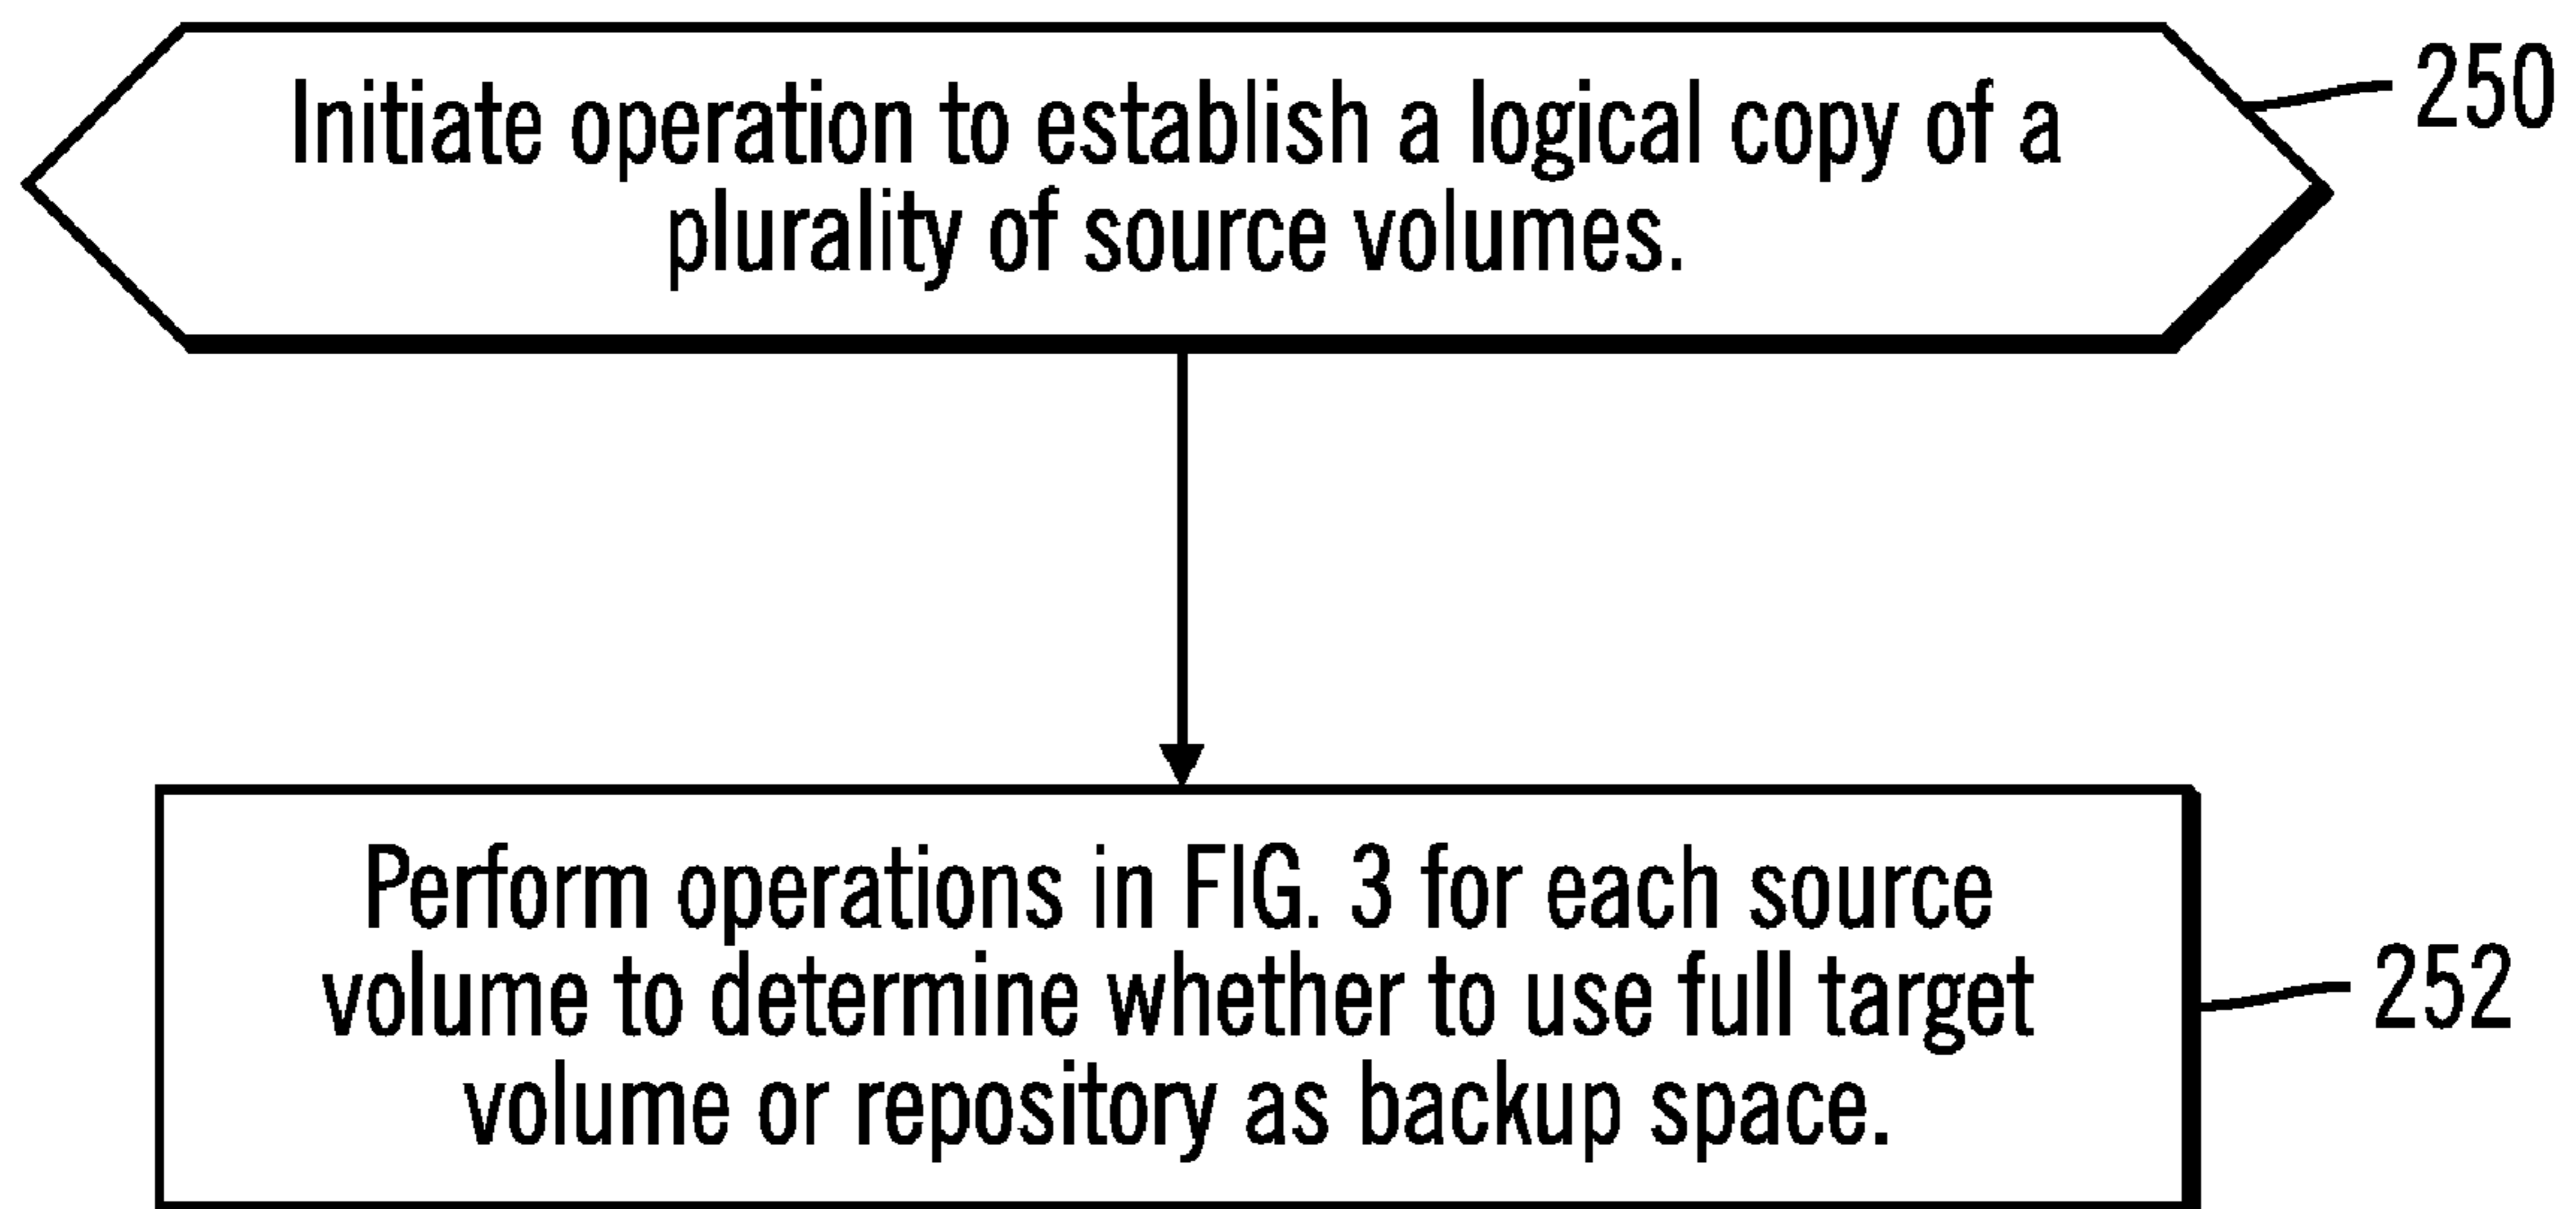 Initiate operation to establish a logical copy of a
plurality of source volumes.
250
Perform operations in FIG. 3 for each source
volume to determine whether to use full target
volume or repository as backup space.
252